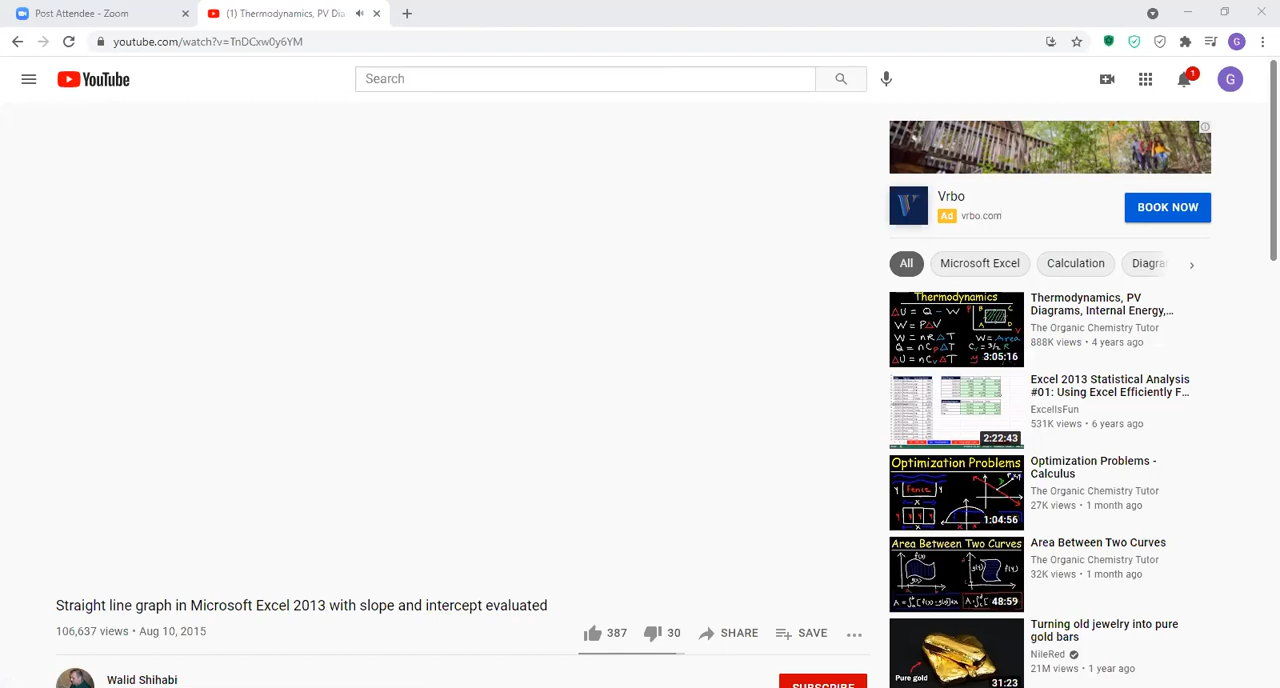 Post Attendee - Zoom
(1) Thermodynamics, PV Dia
youtube.com/watch?v=TnDCxw0y6YM
G
YouTube
Search
1
G
Vrbo
Ad vrbo.com
BOOK NOW
All Microsoft Excel Calculation Diagra
Thermodynamics
3:05:16
Thermodynamics, PV
Diagrams, Internal Energy,...
The Organic Chemistry Tutor
888K views • 4 years ago
2:22:43
Excel 2013 Statistical Analysis
#01: Using Excel Efficiently F...
ExcelIsFun
531K views • 6 years ago
Optimization Problems
Fence
1:04:56
Optimization Problems -
Calculus
The Organic Chemistry Tutor
27K views • 1 month ago
Area Between Two Curves
48:59
Area Between Two Curves
The Organic Chemistry Tutor
32K views • 1 month ago
Pure gold
31:23
Turning old jewelry into pure
gold bars
NileRed
21M views • 1 year ago
Straight line graph in Microsoft Excel 2013 with slope and intercept evaluated
106,637 views • Aug 10, 2015
387 30 SHARE SAVE
Walid Shihabi
SUBSCRIBE